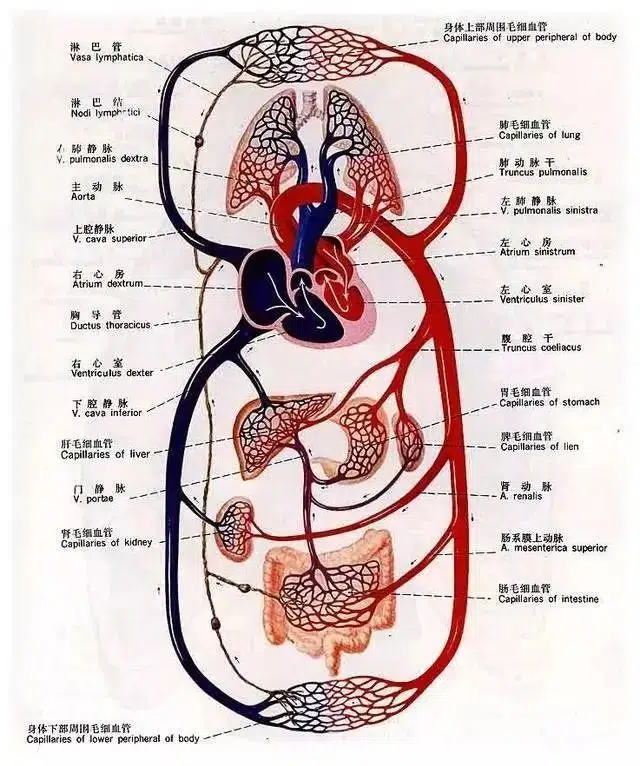 身体上部周围毛细血管
Capillaries of upper peripheral of body
淋巴管
Vasa lymphatica
淋巴结
Nodi lymphatici
右肺静脉
V. pulmonalis dextra
主动脉
Aorta
上腔静脉
V. cava superior
右心房
Atrium dextrum
胸导管
Ductus thoracicus
右心室
Ventriculus dexter
下腔静脉
V. cava inferior
肝毛细血管
Capillaries of liver
门静脉
V. portae
肾毛细血管
Capillaries of kidney
肺毛细血管
Capillaries of lung
肺动脉干
Truncus pulmonalis
左肺静脉
V. pulmonalis sinistra
左心房
Atrium sinistrum
左心室
Ventriculus sinister
腹腔干
Truncus coeliacus
胃毛细血管
Capillaries of stomach
脾毛细血管
Capillaries of lien
肾动脉
A. renalis
肠系膜上动脉
A. mesenterica superior
肠毛细血管
Capillaries of intestine
身体下部周围毛细血管
Capillaries of lower peripheral of body